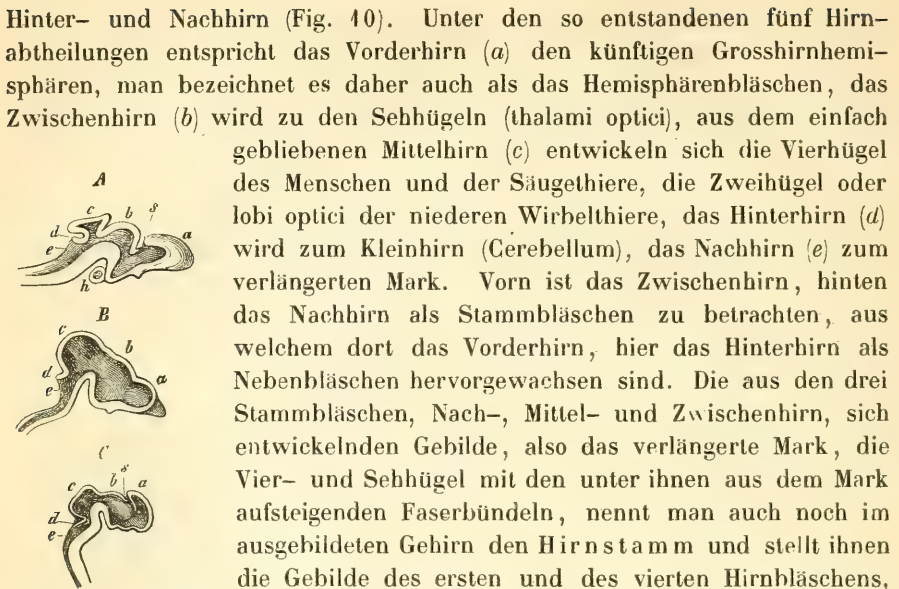 Hinter- und Nachhirn (Fig. 10). Unter den so entstandenen fünf Hirn-
abtheilungen entspricht das Vorderhirn (a) den künftigen Grosshirnhemi-
sphären, man bezeichnet es daher auch als das Hemisphärenbläschen, das
Zwischenhirn (b) wird zu den Sehhügeln (thalami optici), aus dem einfach
gebliebenen Mittelhirn (c) entwickeln sich die Vierhügel
des Menschen und der Säugethiere, die Zweihügel oder
lobi optici der niederen Wirbelthiere, das Hinterhirn (d)
wird zum Kleinhirn (Cerebellum), das Nachhirn (e) zum
verlängerten Mark. Vorn ist das Zwischenhirn, hinten
das Nachhirn als Stammbläschen zu betrachten, aus
welchem dort das Vorderhirn, hier das Hinterhirn als
Nebenbläschen hervorgewachsen sind. Die aus den drei
Stammbläschen, Nach-, Mittel- und Zwischenhirn, sich
entwickelnden Gebilde, also das verlängerte Mark, die
Vier- und Sehhügel mit den unter ihnen aus dem Mark
aufsteigenden Faserbündeln, nennt man auch noch im
ausgebildeten Gehirn den Hirnstamm und stellt ihnen
die Gebilde des ersten und des vierten Hirnbläschens,
A
c b s
d a
e
h
B
c
b
d
e a
C
s
c b a
d
e